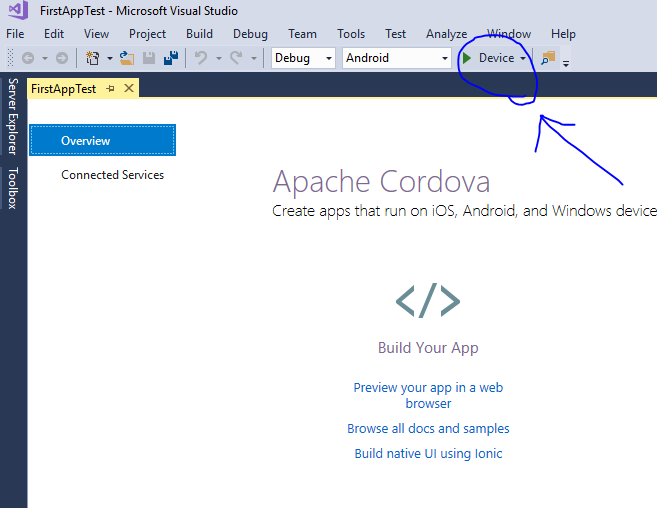 FirstAppTest - Microsoft Visual Studio
File Edit View Project Build Debug Team Tools Test Analyze Window Help
Debug Android Device
FirstAppTest
Server Explorer
Toolbox
Overview
Connected Services
Apache Cordova
Create apps that run on iOS, Android, and Windows device
</>
Build Your App
Preview your app in a web
browser
Browse all docs and samples
Build native UI using Ionic